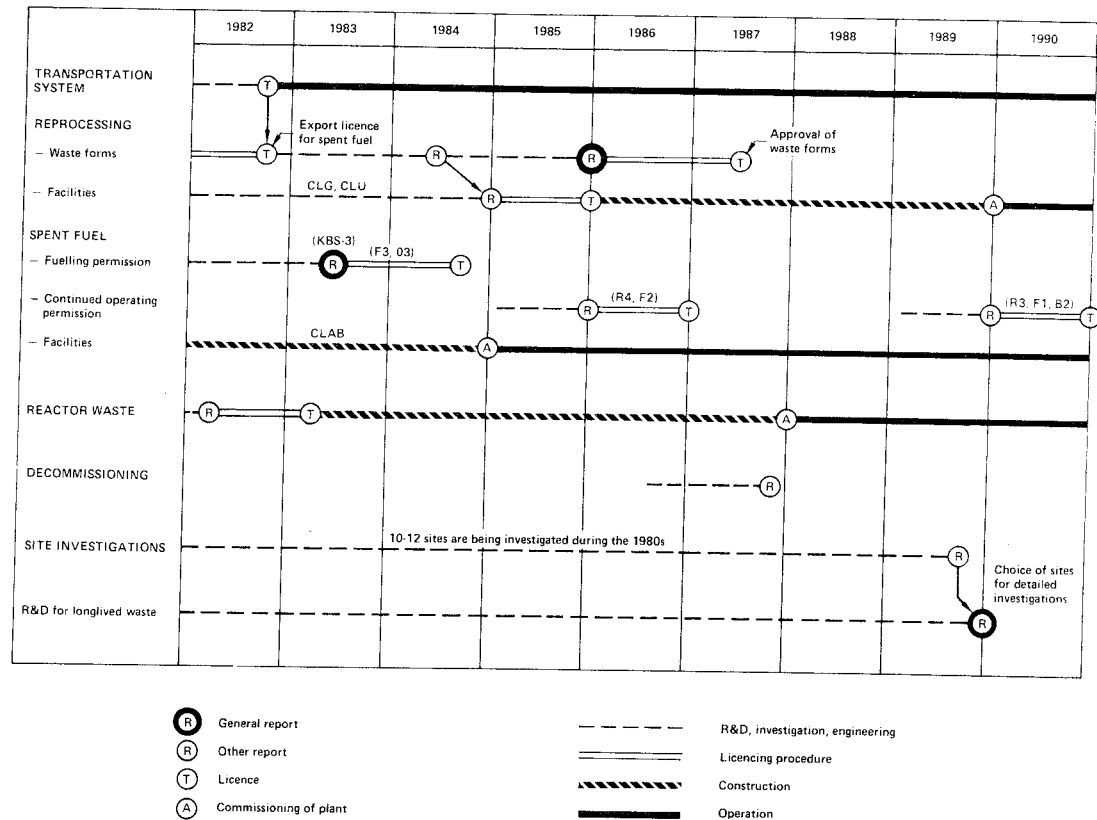 1982 1983 1984 1985 1986 1987 1988 1989 1990
TRANSPORTATION
SYSTEM
T
REPROCESSING
Export licence
for spent fuel
Approval of
waste forms
– Waste forms
T R R T
CLG, CLU
– Facilities
R T A
SPENT FUEL
(KBS-3)
(F3, 03)
– Fuelling permission
R T
– Continued operating
permission
(R4, F2)
R T
(R3, F1, B2)
R T
CLAB
– Facilities
A
REACTOR WASTE
R T A
DECOMMISSIONING
R
10-12 sites are being investigated during the 1980s
SITE INVESTIGATIONS
R
Choice of sites
for detailed
investigations
R&D for longlived waste
R
R General report
R Other report
T Licence
A Commissioning of plant
R&D, investigation, engineering
Licencing procedure
Construction
Operation